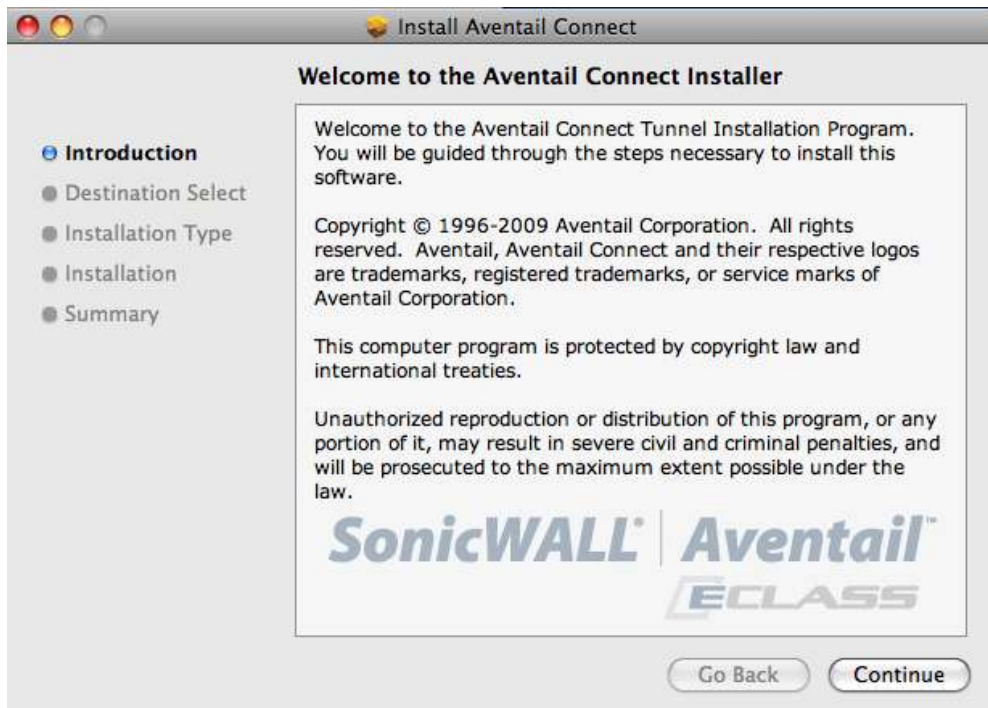 Install Aventail Connect
Welcome to the Aventail Connect Installer
Introduction
Destination Select
Installation Type
Installation
Summary
Welcome to the Aventail Connect Tunnel Installation Program.
You will be guided through the steps necessary to install this
software.
Copyright © 1996-2009 Aventail Corporation. All rights
reserved. Aventail, Aventail Connect and their respective logos
are trademarks, registered trademarks, or service marks of
Aventail Corporation.
This computer program is protected by copyright law and
international treaties.
Unauthorized reproduction or distribution of this program, or any
portion of it, may result in severe civil and criminal penalties, and
will be prosecuted to the maximum extent possible under the
law.
SonicWALL® | Aventail™
ECLASS
Go Back
Continue